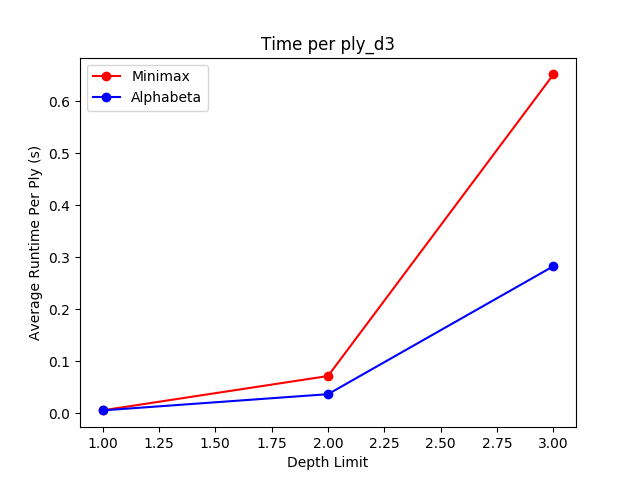 Time per ply_d3
Minimax
Alphabeta
Average Runtime Per Ply (s)
0.6
0.5
0.4
0.3
0.2
0.1
0.0
1.00 1.25 1.50 1.75 2.00 2.25 2.50 2.75 3.00
Depth Limit